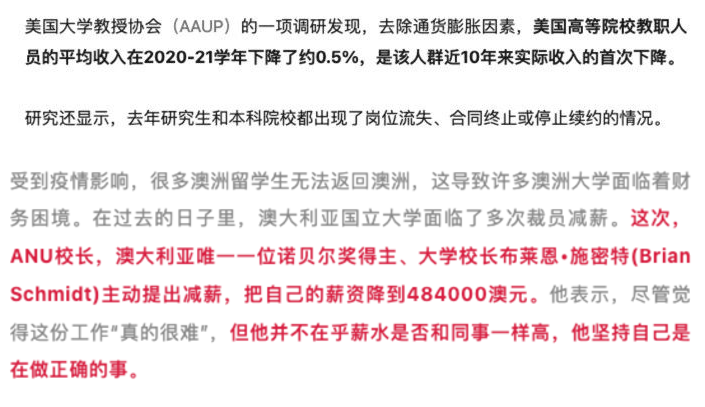 美国大学教授协会（AAUP）的一项调研发现，去除通货膨胀因素，美国高等院校教职人
员的平均收入在2020-21学年下降了约0.5%，是该人群近10年来实际收入的首次下降。
研究还显示，去年研究生和本科院校都出现了岗位流失、合同终止或停止续约的情况。
受到疫情影响，很多澳洲留学生无法返回澳洲，这导致许多澳洲大学面临着财
务困境。在过去的日子里，澳大利亚国立大学面临了多次裁员减薪。这次，
ANU校长，澳大利亚唯一一位诺贝尔奖得主、大学校长布莱恩•施密特(Brian
Schmidt)主动提出减薪，把自己的薪资降到484000澳元。他表示，尽管觉
得这份工作“真的很难”，但他并不在乎薪水是否和同事一样高，他坚持自己是
在做正确的事。